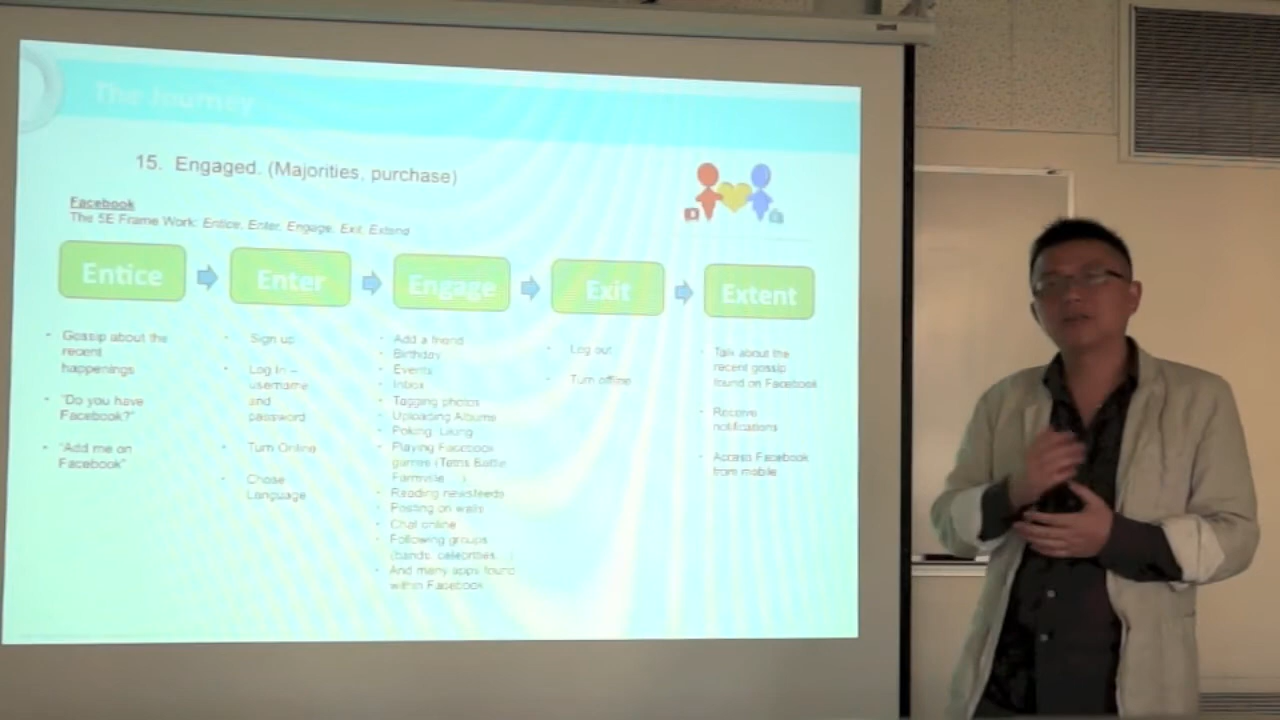 The Journey
15. Engaged. (Majorities, purchase)
Facebook
The 5E Frame Work: Entice, Enter, Engage, Exit, Extend
Entice
Enter
Engage
Exit
Extent
- Gossip about the
recent
happenings
- "Do you have
Facebook?"
- "Add me on
Facebook"
- Sign up
- Log In –
username
and
password
- Turn Online
- Chose
Language
- Add a friend
- Birthday
- Events
- Inbox
- Tagging photos
- Uploading Albums
- Poking, Liking
- Playing Facebook
games (Tetris Battle
Farmville ...)
- Reading newsfeeds
- Posting on walls
- Chat online
- Following groups
(bands, celebrities...)
- And many apps found
within Facebook
- Log out
- Turn offline
- Talk about the
recent gossip
found on Facebook
- Receive
notifications
- Access Facebook
from mobile